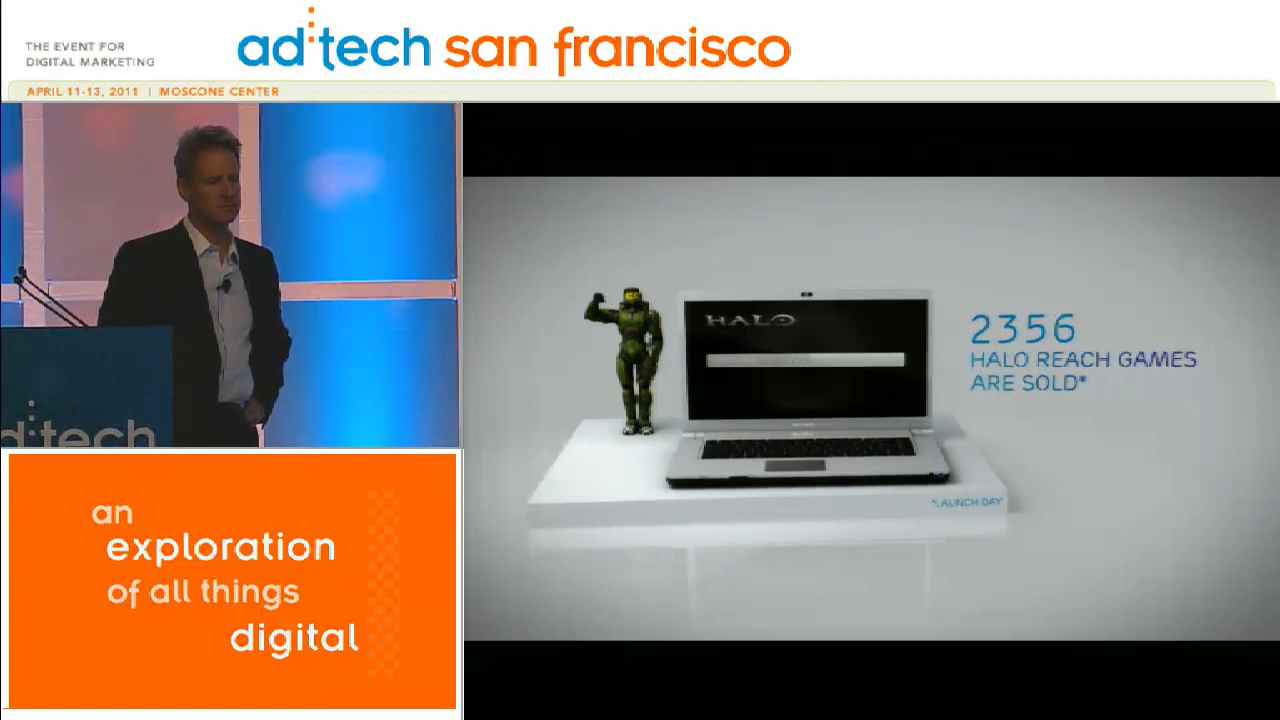 THE EVENT FOR
DIGITAL MARKETING
ad:tech san francisco
APRIL 11-13, 2011 | MOSCONE CENTER
ad:tech
an
exploration
of all things
digital
HALO
2356
HALO REACH GAMES
ARE SOLD*
*LAUNCH DAY